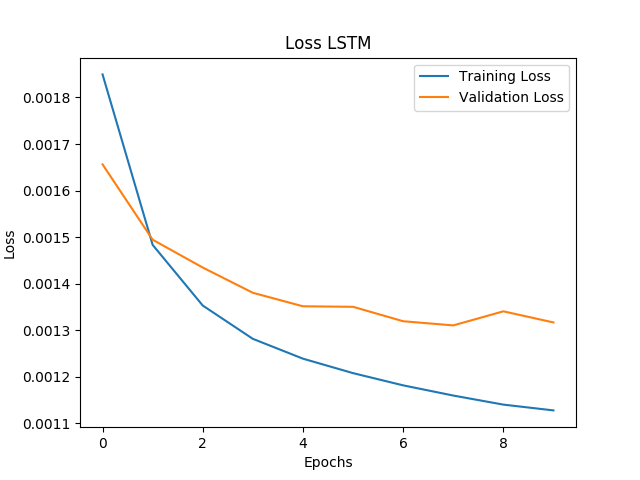 Loss LSTM
Training Loss
Validation Loss
0.0018
0.0017
0.0016
0.0015
0.0014
0.0013
0.0012
0.0011
Loss
0 2 4 6 8
Epochs